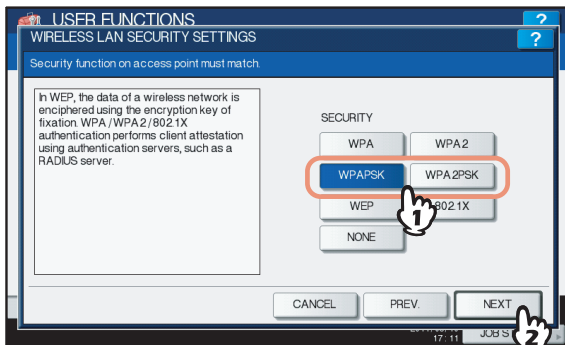 USER FUNCTIONS
?
WIRELESS LAN SECURITY SETTINGS
?
Security function on access point must match.
In WEP, the data of a wireless network is
enciphered using the encryption key of
fixation. WPA/WPA2/802.1X
authentication performs client attestation
using authentication servers, such as a
RADIUS server.
SECURITY
WPA
WPA2
WPAPSK
WPA2PSK
WEP
802.1X
1
NONE
CANCEL
PREV.
NEXT
17:11
JOB S
2